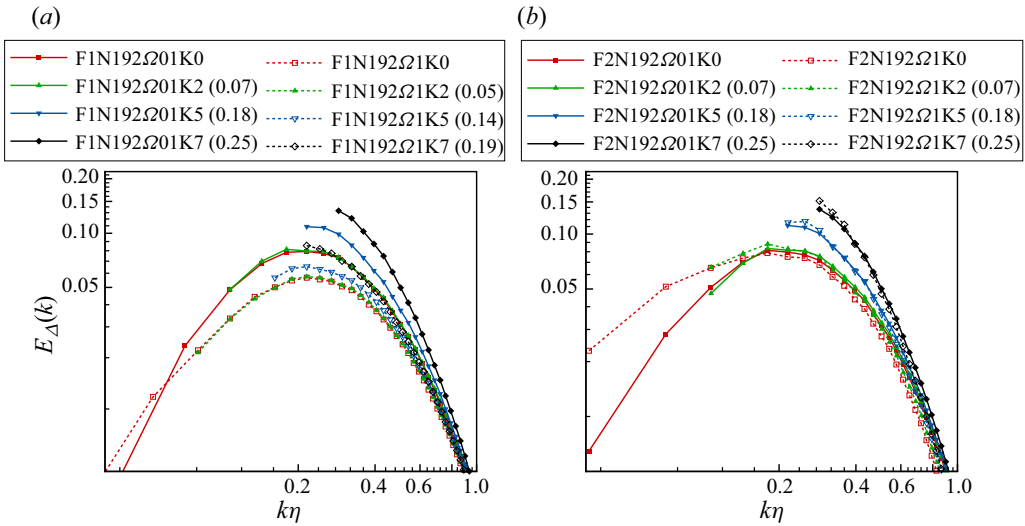 (a)
F1N192Ω01K0
F1N192Ω01K2 (0.07)
F1N192Ω01K5 (0.18)
F1N192Ω01K7 (0.25)
F1N192Ω1K0
F1N192Ω1K2 (0.05)
F1N192Ω1K5 (0.14)
F1N192Ω1K7 (0.19)
0.20
0.15
0.10
0.05
E_Δ(k)
0.2
0.4
0.6
1.0
kη
(b)
F2N192Ω01K0
F2N192Ω01K2 (0.07)
F2N192Ω01K5 (0.18)
F2N192Ω01K7 (0.25)
F2N192Ω1K0
F2N192Ω1K2 (0.07)
F2N192Ω1K5 (0.18)
F2N192Ω1K7 (0.25)
0.20
0.15
0.10
0.05
0.2
0.4
0.6
1.0
kη